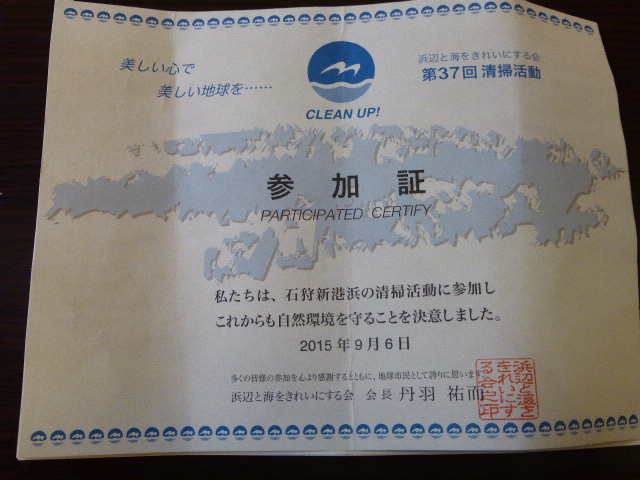 美しい心で
美しい地球を……
CLEAN UP!
浜辺と海をきれいにする会
第37回 清掃活動
参加証
PARTICIPATED CERTIFY
私たちは、石狩新港浜の清掃活動に参加し
これからも自然環境を守ることを決意しました。
2015年9月6日
多くの皆様の参加を心より感謝するとともに、地球市民として誇りに思います
浜辺と海をきれいにする会 会長 丹羽 祐而
浜辺と海を
きれいにす
る会之印